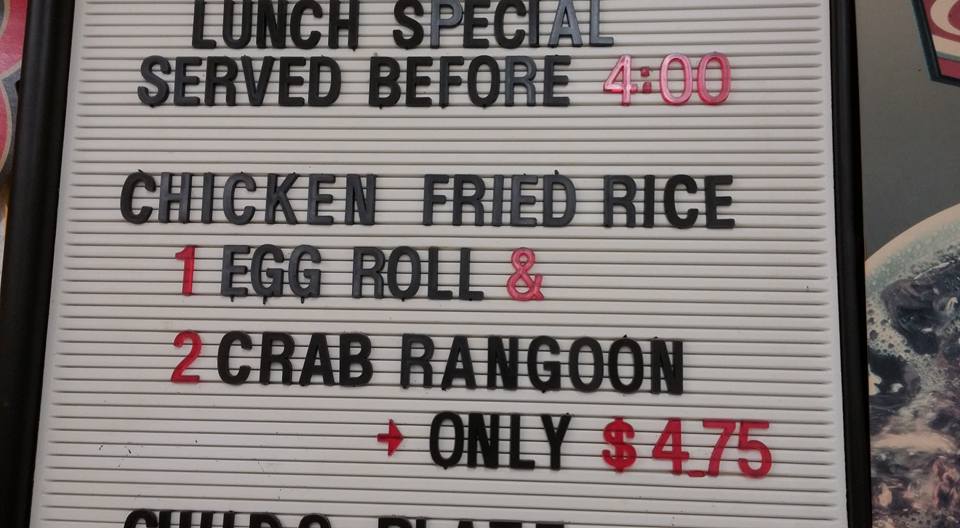 LUNCH SPECIAL
SERVED BEFORE 4:00
CHICKEN FRIED RICE
1 EGG ROLL &
2 CRAB RANGOON
→ ONLY $4.75